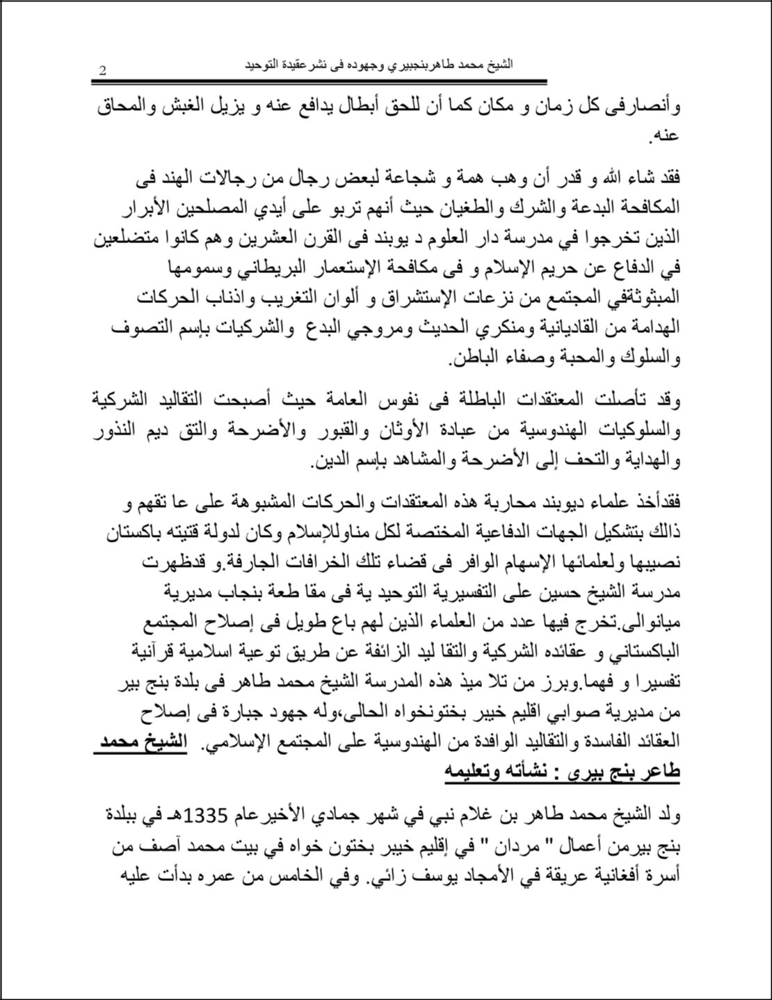 الشيخ محمد طاهربنجبيري وجهوده فى نشرعقيدة التوحيد
2
وأنصارفى كل زمان و مكان كما أن للحق أبطال يدافع عنه و يزيل الغبش والمحاق
عنه.
فقد شاء الله و قدر أن وهب همة و شجاعة لبعض رجال من رجالات الهند فى
المكافحة البدعة والشرك والطغيان حيث أنهم تربو على أيدي المصلحين الأبرار
الذين تخرجوا في مدرسة دار العلوم د يوبند فى القرن العشرين وهم كانوا متضلعين
في الدفاع عن حريم الإسلام و فى مكافحة الإستعمار البريطاني وسمومها
المبثوثةفي المجتمع من نزعات الإستشراق و ألوان التغريب واذناب الحركات
الهدامة من القاديانية ومنكري الحديث ومروجي البدع والشركيات بإسم التصوف
والسلوك والمحبة وصفاء الباطن.
وقد تأصلت المعتقدات الباطلة فى نفوس العامة حيث أصبحت التقاليد الشركية
والسلوكيات الهندوسية من عبادة الأوثان والقبور والأضرحة والتق ديم النذور
والهداية والتحف إلى الأضرحة والمشاهد بإسم الدين.
فقدأخذ علماء ديوبند محاربة هذه المعتقدات والحركات المشبوهة على عا تقهم و
ذالك بتشكيل الجهات الدفاعية المختصة لكل مناوللإسلام وكان لدولة قتيته باكستان
نصيبها ولعلمائها الإسهام الوافر فى قضاء تلك الخرافات الجارفة.و قدظهرت
مدرسة الشيخ حسين على التفسيرية التوحيد ية فى مقا طعة بنجاب مديرية
ميانوالى.تخرج فيها عدد من العلماء الذين لهم باع طويل فى إصلاح المجتمع
الباكستاني و عقائده الشركية والتقا ليد الزائفة عن طريق توعية اسلامية قرآنية
تفسيرا و فهما.وبرز من تلا ميذ هذه المدرسة الشيخ محمد طاهر فى بلدة بنج بير
من مديرية صوابي اقليم خيبر بختونخواه الحالى،وله جهود جبارة فى إصلاح
العقائد الفاسدة والتقاليد الوافدة من الهندوسية على المجتمع الإسلامي. الشيخ محمد
طاعر بنج بيري : نشأته وتعليمه
ولد الشيخ محمد طاهر بن غلام نبي في شهر جمادي الأخيرعام 1335هـ في ببلدة
بنج بيرمن أعمال " مردان " في إقليم خيبر بختون خواه في بيت محمد آصف من
أسرة أفغانية عريقة في الأمجاد يوسف زائي. وفي الخامس من عمره بدأت عليه